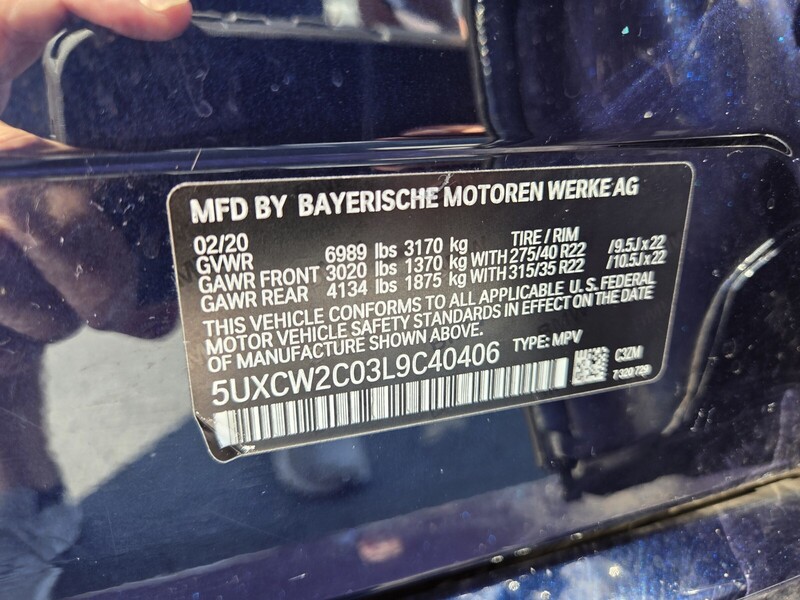 MFD BY BAYERISCHE MOTOREN WERKE AG
02/20 TIRE / RIM
GVWR 6989 lbs 3170 kg
GAWR FRONT 3020 lbs 1370 kg WITH 275/40 R22 /9.5J x 22
GAWR REAR 4134 lbs 1875 kg WITH 315/35 R22 /10.5J x 22
THIS VEHICLE CONFORMS TO ALL APPLICABLE U.S. FEDERAL
MOTOR VEHICLE SAFETY STANDARDS IN EFFECT ON THE DATE
OF MANUFACTURE SHOWN ABOVE.
5UXCW2C03L9C40406 TYPE: MPV
C3ZM
7 320 729